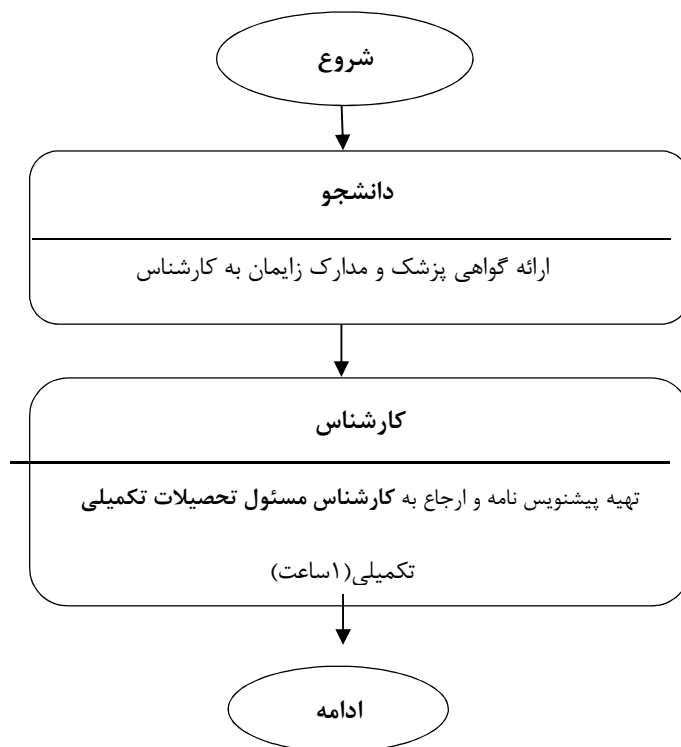 شروع
دانشجو
ارائه گواهی پزشک و مدارک زایمان به کارشناس
کارشناس
تهیه پیشنویس نامه و ارجاع به کارشناس مسئول تحصیلات تکمیلی
تکمیلی(۱ساعت)
ادامه